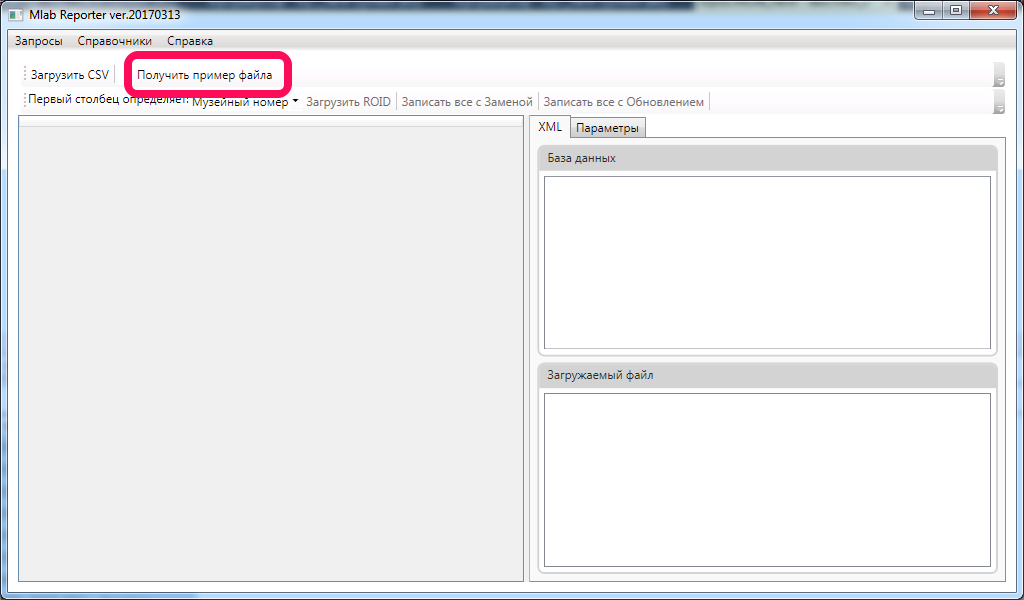 Mlab Reporter ver.20170313
Запросы Справочники Справка
Загрузить CSV Получить пример файла
Первый столбец определяет: Музейный номер Загрузить ROID Записать все с Заменой Записать все с Обновлением
XML Параметры
База данных
Загружаемый файл